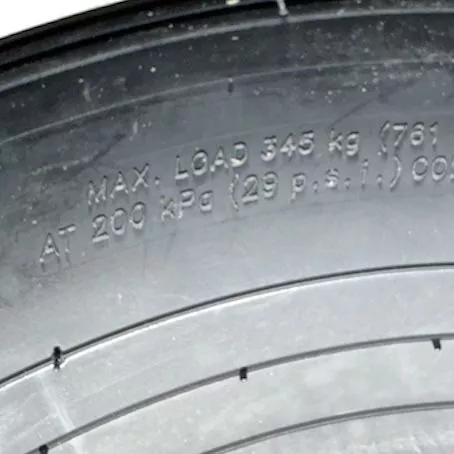 MAX. LOAD 345 kg (761
AT 200 kPa (29 p.s.i.) CO